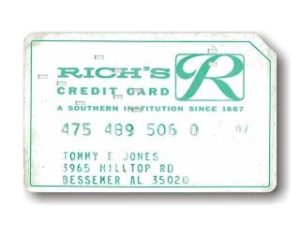 RICH'S
CREDIT CARD
R
A SOUTHERN INSTITUTION SINCE 1867
475 489 506 0 07
TOMMY E JONES
3965 HILLTOP RD
BESSEMER AL 35020